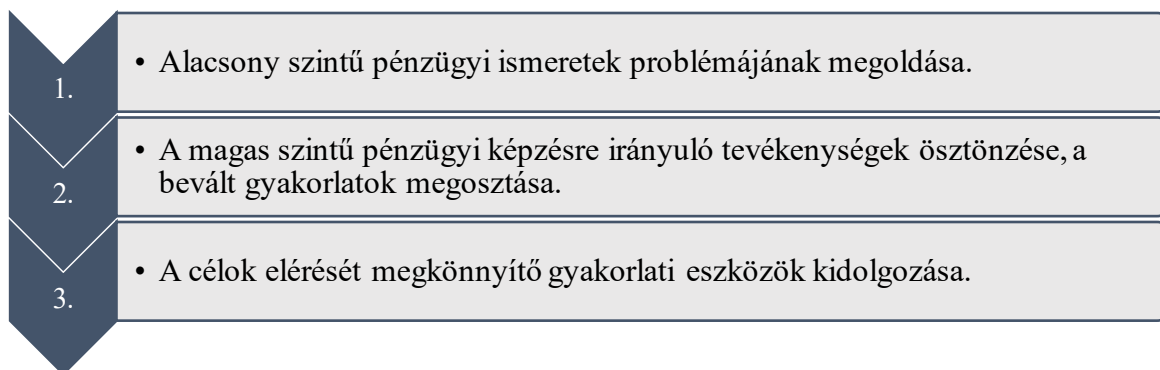 1.
• Alacsony szintű pénzügyi ismeretek problémájának megoldása.
2.
• A magas szintű pénzügyi képzésre irányuló tevékenységek ösztönzése, a
bevált gyakorlatok megosztása.
3.
• A célok elérését megkönnyítő gyakorlati eszközök kidolgozása.